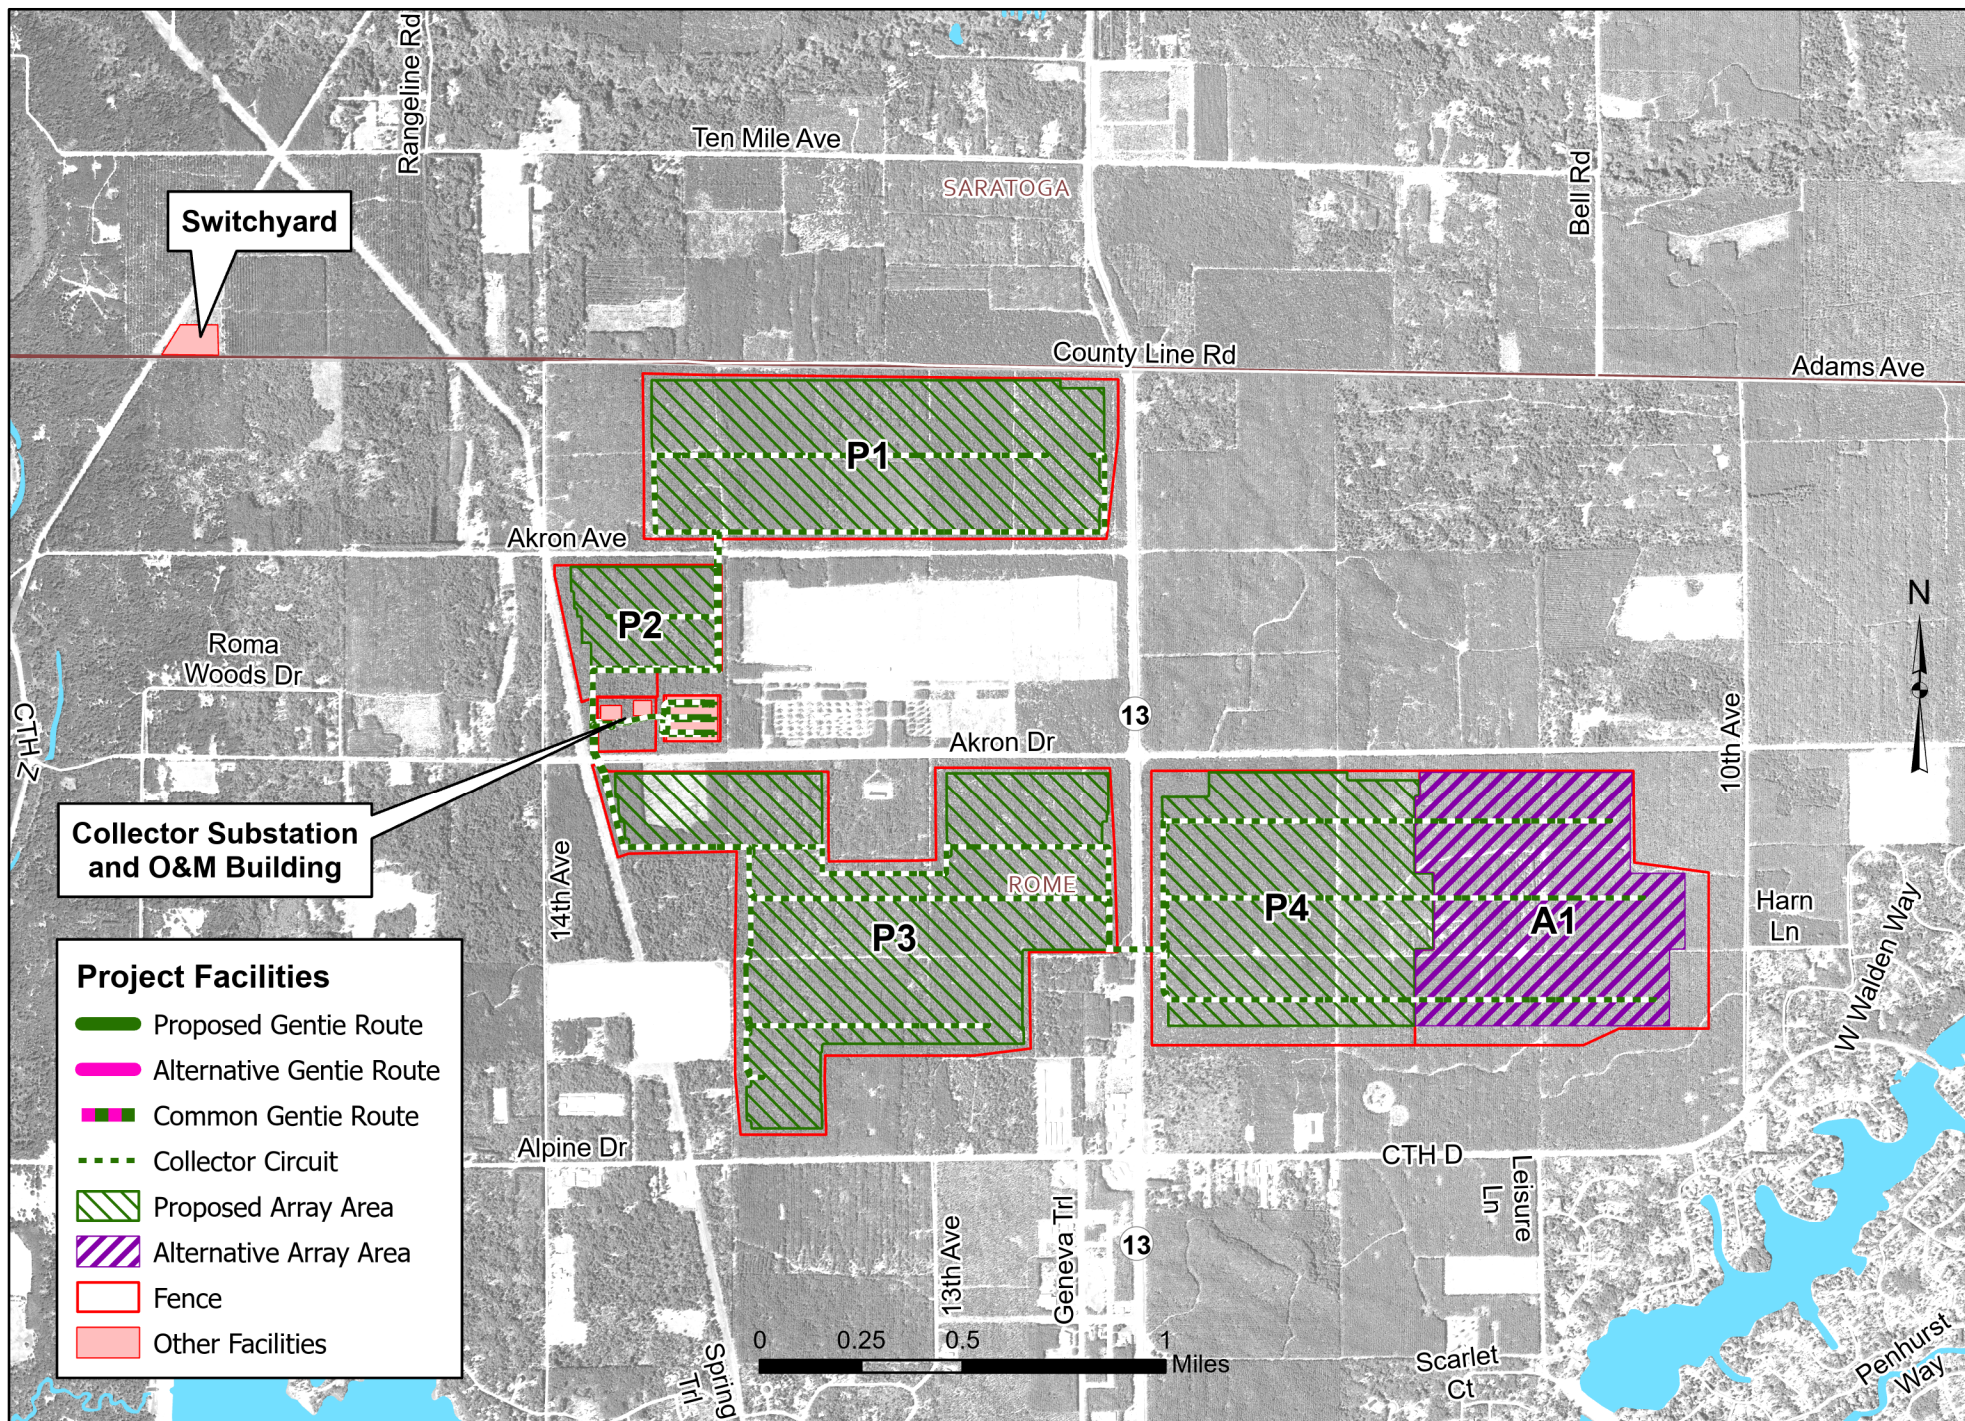 Rangeline Rd
Ten Mile Ave
SARATOGA
Bell Rd
Switchyard
County Line Rd
Adams Ave
P1
Akron Ave
P2
N
Roma
Woods Dr
CTH Z
13
10th Ave
Akron Dr
Collector Substation
and O&M Building
14th Ave
ROME
P3
P4
A1
Harn
Ln
W Walden Way
Project Facilities
Proposed Gentie Route
Alternative Gentie Route
Common Gentie Route
Collector Circuit
Proposed Array Area
Alternative Array Area
Fence
Other Facilities
Alpine Dr
CTH D
Leisure
Ln
13th Ave
Geneva Trl
13
Spring
Trl
0
0.25
0.5
1
Miles
Scarlet
Ct
Penhurst
Way